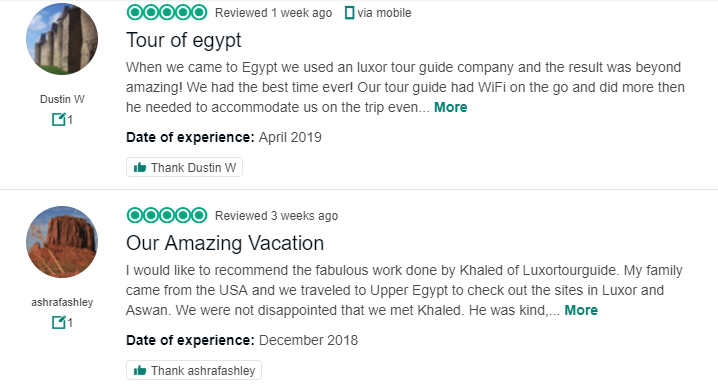 Reviewed 1 week ago via mobile
Tour of egypt
When we came to Egypt we used an luxor tour guide company and the result was beyond
amazing! We had the best time ever! Our tour guide had WiFi on the go and did more then
he needed to accommodate us on the trip even... More
Dustin W
1
Date of experience: April 2019
Thank Dustin W
Reviewed 3 weeks ago
Our Amazing Vacation
I would like to recommend the fabulous work done by Khaled of Luxortourguide. My family
came from the USA and we traveled to Upper Egypt to check out the sites in Luxor and
Aswan. We were not disappointed that we met Khaled. He was kind,... More
ashrafashley
1
Date of experience: December 2018
Thank ashrafashley